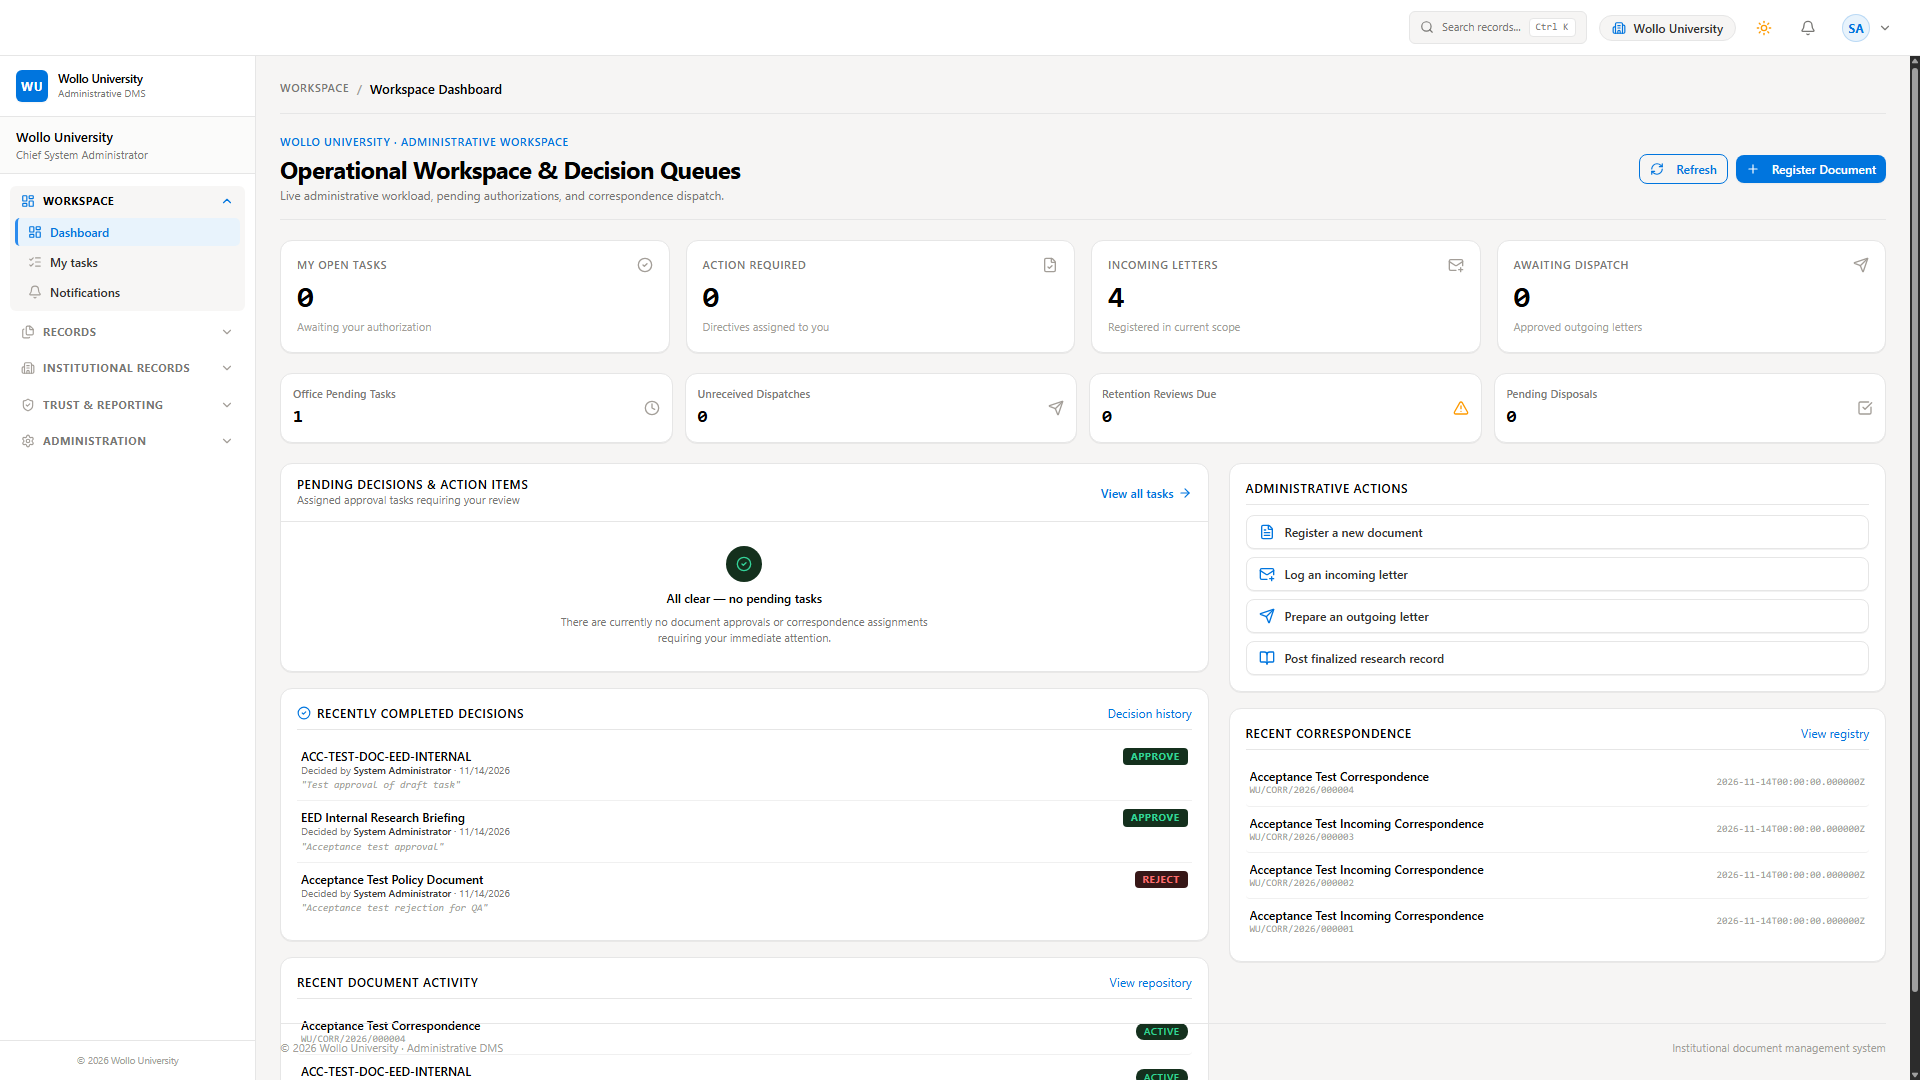 Search records...
Ctrl K
Wollo University
SA
WU
Wollo University
Administrative DMS
Wollo University
Chief System Administrator
WORKSPACE
Dashboard
My tasks
Notifications
RECORDS
INSTITUTIONAL RECORDS
TRUST & REPORTING
ADMINISTRATION
© 2026 Wollo University
WORKSPACE / Workspace Dashboard
WOLLO UNIVERSITY · ADMINISTRATIVE WORKSPACE
Operational Workspace & Decision Queues
Live administrative workload, pending authorizations, and correspondence dispatch.
Refresh
Register Document
MY OPEN TASKS
0
Awaiting your authorization
ACTION REQUIRED
0
Directives assigned to you
INCOMING LETTERS
4
Registered in current scope
AWAITING DISPATCH
0
Approved outgoing letters
Office Pending Tasks
1
Unreceived Dispatches
0
Retention Reviews Due
0
Pending Disposals
0
PENDING DECISIONS & ACTION ITEMS
Assigned approval tasks requiring your review
View all tasks
All clear — no pending tasks
There are currently no document approvals or correspondence assignments
requiring your immediate attention.
RECENTLY COMPLETED DECISIONS
Decision history
ACC-TEST-DOC-EED-INTERNAL
Decided by System Administrator · 11/14/2026
"Test approval of draft task"
APPROVE
EED Internal Research Briefing
Decided by System Administrator · 11/14/2026
"Acceptance test approval"
APPROVE
Acceptance Test Policy Document
Decided by System Administrator · 11/14/2026
"Acceptance test rejection for QA"
REJECT
RECENT DOCUMENT ACTIVITY
View repository
Acceptance Test Correspondence
WU/CORR/2026/000004
ACTIVE
ACC-TEST-DOC-EED-INTERNAL
ACTIVE
ADMINISTRATIVE ACTIONS
Register a new document
Log an incoming letter
Prepare an outgoing letter
Post finalized research record
RECENT CORRESPONDENCE
View registry
Acceptance Test Correspondence
WU/CORR/2026/000004
2026-11-14T00:00:00.000000Z
Acceptance Test Incoming Correspondence
WU/CORR/2026/000003
2026-11-14T00:00:00.000000Z
Acceptance Test Incoming Correspondence
WU/CORR/2026/000002
2026-11-14T00:00:00.000000Z
Acceptance Test Incoming Correspondence
WU/CORR/2026/000001
2026-11-14T00:00:00.000000Z
© 2026 Wollo University · Administrative DMS
Institutional document management system